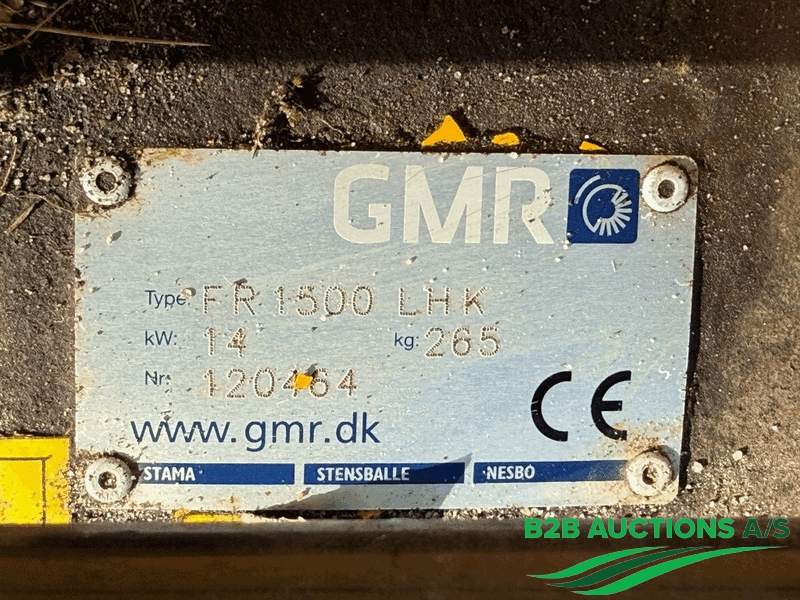 GMR
Type: FR 1500 LHK
kW: 14 kg: 265
Nr: 120464
www.gmr.dk
CE
STAMA STENSBALLE NESBO
B2B AUCTIONS A/S